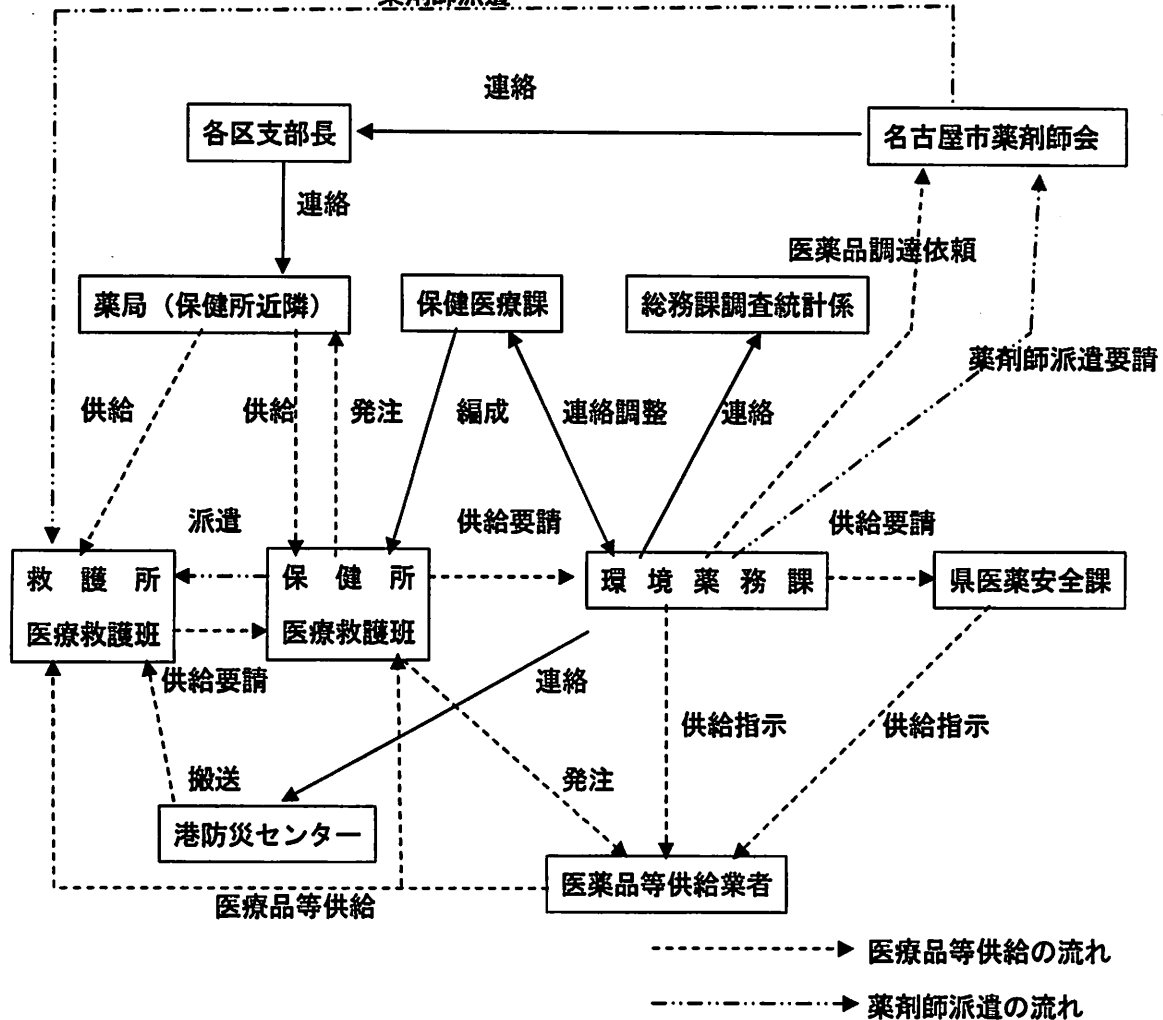 薬剤師派遣
連絡
各区支部長
名古屋市薬剤師会
連絡
医薬品調達依頼
薬局（保健所近隣）
保健医療課
総務課調査統計係
薬剤師派遣要請
供給
供給
発注
編成
連絡調整
連絡
派遣
供給要請
供給要請
救護所
医療救護班
保健所
医療救護班
環境薬務課
県医薬安全課
供給要請
連絡
供給指示
供給指示
搬送
発注
港防災センター
医薬品等供給業者
医療品等供給
医療品等供給の流れ
薬剤師派遣の流れ